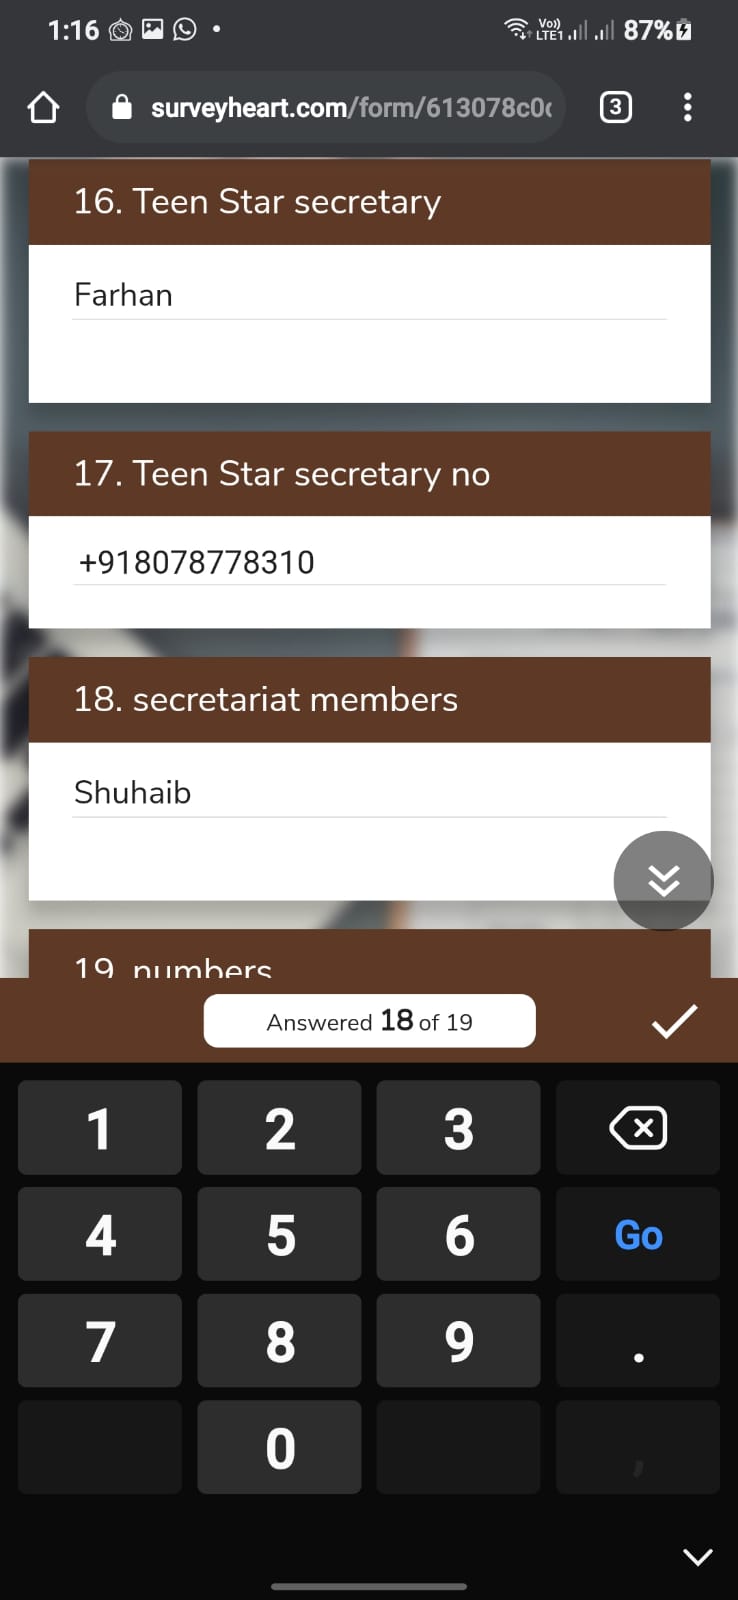 1:16
Vo))
LTE1
87%
surveyheart.com/form/613078c0
3
16. Teen Star secretary
Farhan
17. Teen Star secretary no
+918078778310
18. secretariat members
Shuhaib
19. numbers
Answered 18 of 19
1 2 3
4 5 6 Go
7 8 9 .
0 ,